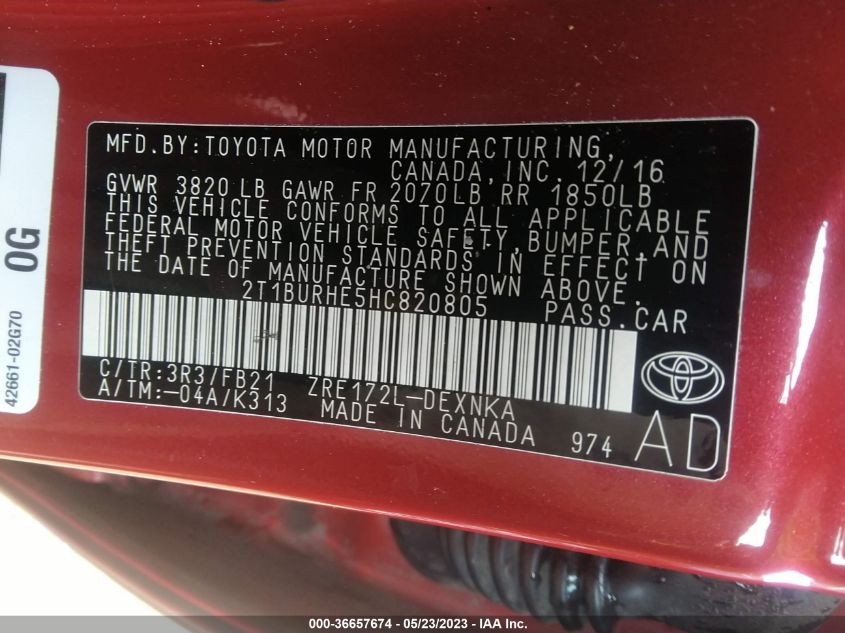 MFD.BY:TOYOTA MOTOR MANUFACTURING,
CANADA,INC. 12/16
GVWR 3820 LB GAWR FR 2070LB RR 1850LB
THIS VEHICLE CONFORMS TO ALL APPLICABLE
FEDERAL MOTOR VEHICLE SAFETY,BUMPER,AND
THEFT PREVENTION STANDARDS IN EFFECT ON
THE DATE OF MANUFACTURE SHOWN ABOVE.
2T1BURHE5HC820805 PASS.CAR
C/TR:3R3/FB21 ZRE172L-DEXNKA
A/TM:-04A/K313 MADE IN CANADA 974
AD
0G
42661-02G70
000-36657674 / 05/23/2023 - IAA Inc.